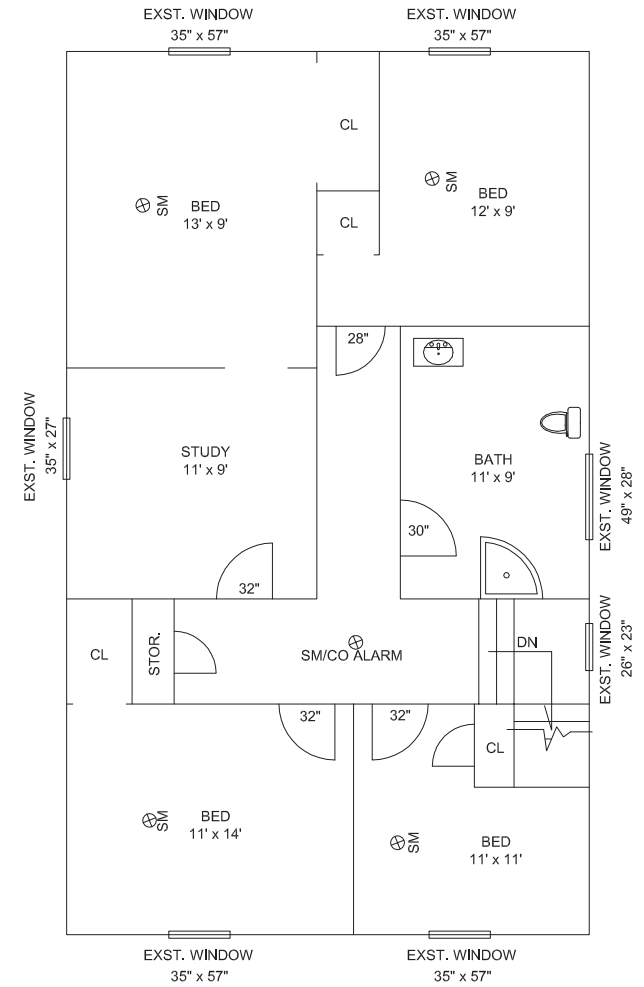 EXST. WINDOW
35" x 57"
EXST. WINDOW
35" x 57"
CL
SM
BED
13' x 9'
SM
BED
12' x 9'
CL
28"
EXST. WINDOW
35" x 27"
STUDY
11' x 9'
BATH
11' x 9'
EXST. WINDOW
49" x 28"
30"
32"
CL
STOR.
SM/CO ALARM
DN
EXST. WINDOW
26" x 23"
32"
32"
CL
SM
BED
11' x 14'
SM
BED
11' x 11'
EXST. WINDOW
35" x 57"
EXST. WINDOW
35" x 57"